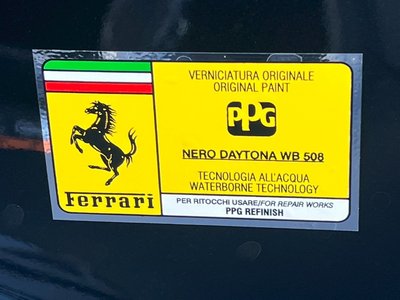 VERNICIATURA ORIGINALE
ORIGINAL PAINT
PPG
NERO DAYTONA WB 508
TECNOLOGIA ALL'ACQUA
WATERBORNE TECHNOLOGY
Ferrari
PER RITOCCHI USARE/FOR REPAIR WORKS
PPG REFINISH